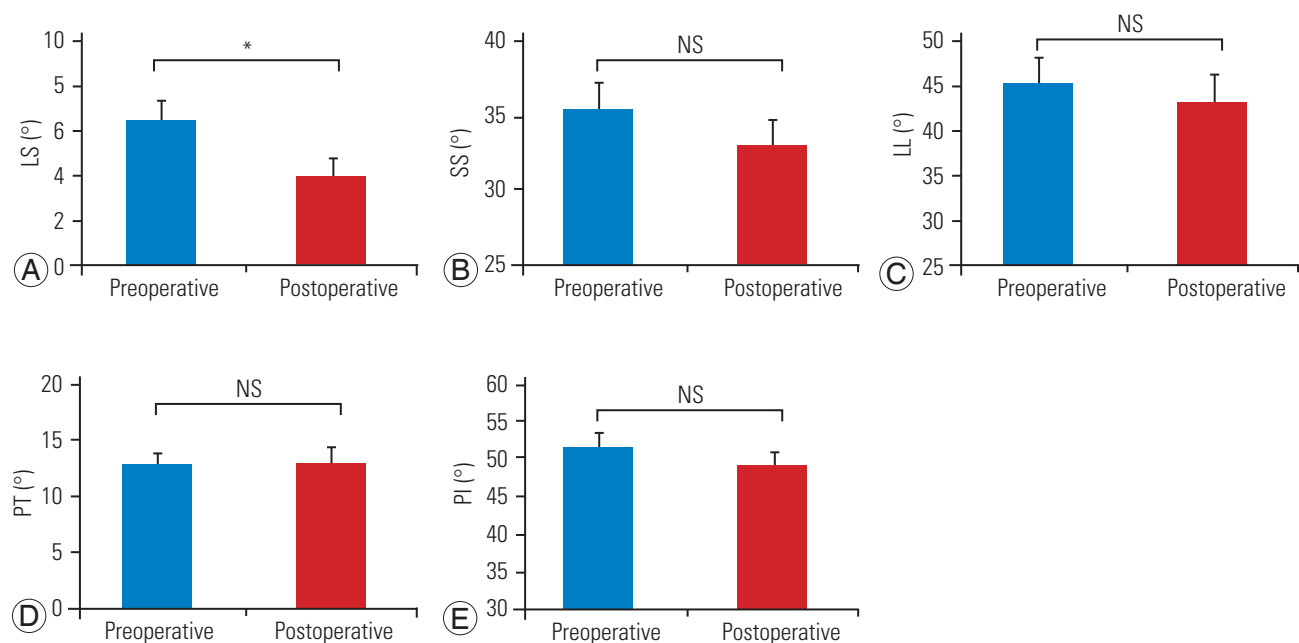 10
5
6
4
2
0
LS (°)
*
Preoperative
Postoperative
A
40
35
30
25
SS (°)
NS
Preoperative
Postoperative
B
50
45
40
35
30
25
LL (°)
NS
Preoperative
Postoperative
C
20
15
10
5
0
PT (°)
NS
Preoperative
Postoperative
D
60
55
50
45
40
35
30
PI (°)
NS
Preoperative
Postoperative
E